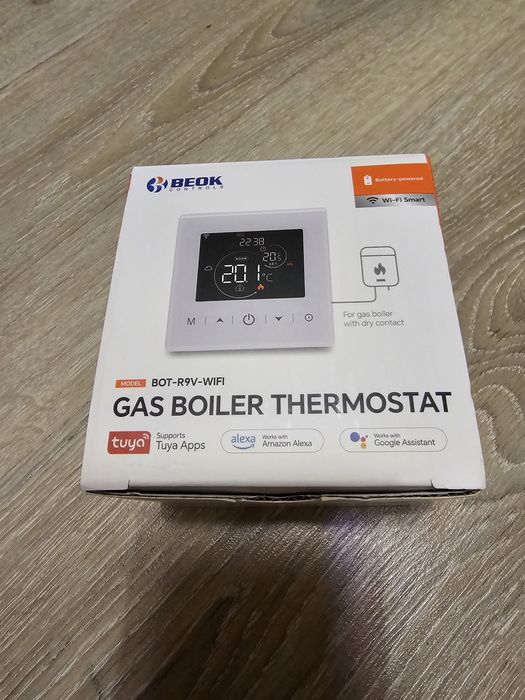 BEOK
CONTROLS
Battery-powered
Wi-Fi Smart
22:38
ROOM
20.5
SET
20.1°C
M
For gas boiler
with dry contact
MODEL BOT-R9V-WIFI
GAS BOILER THERMOSTAT
tuya
Supports
Tuya Apps
alexa
Works with
Amazon Alexa
Works with
Google Assistant